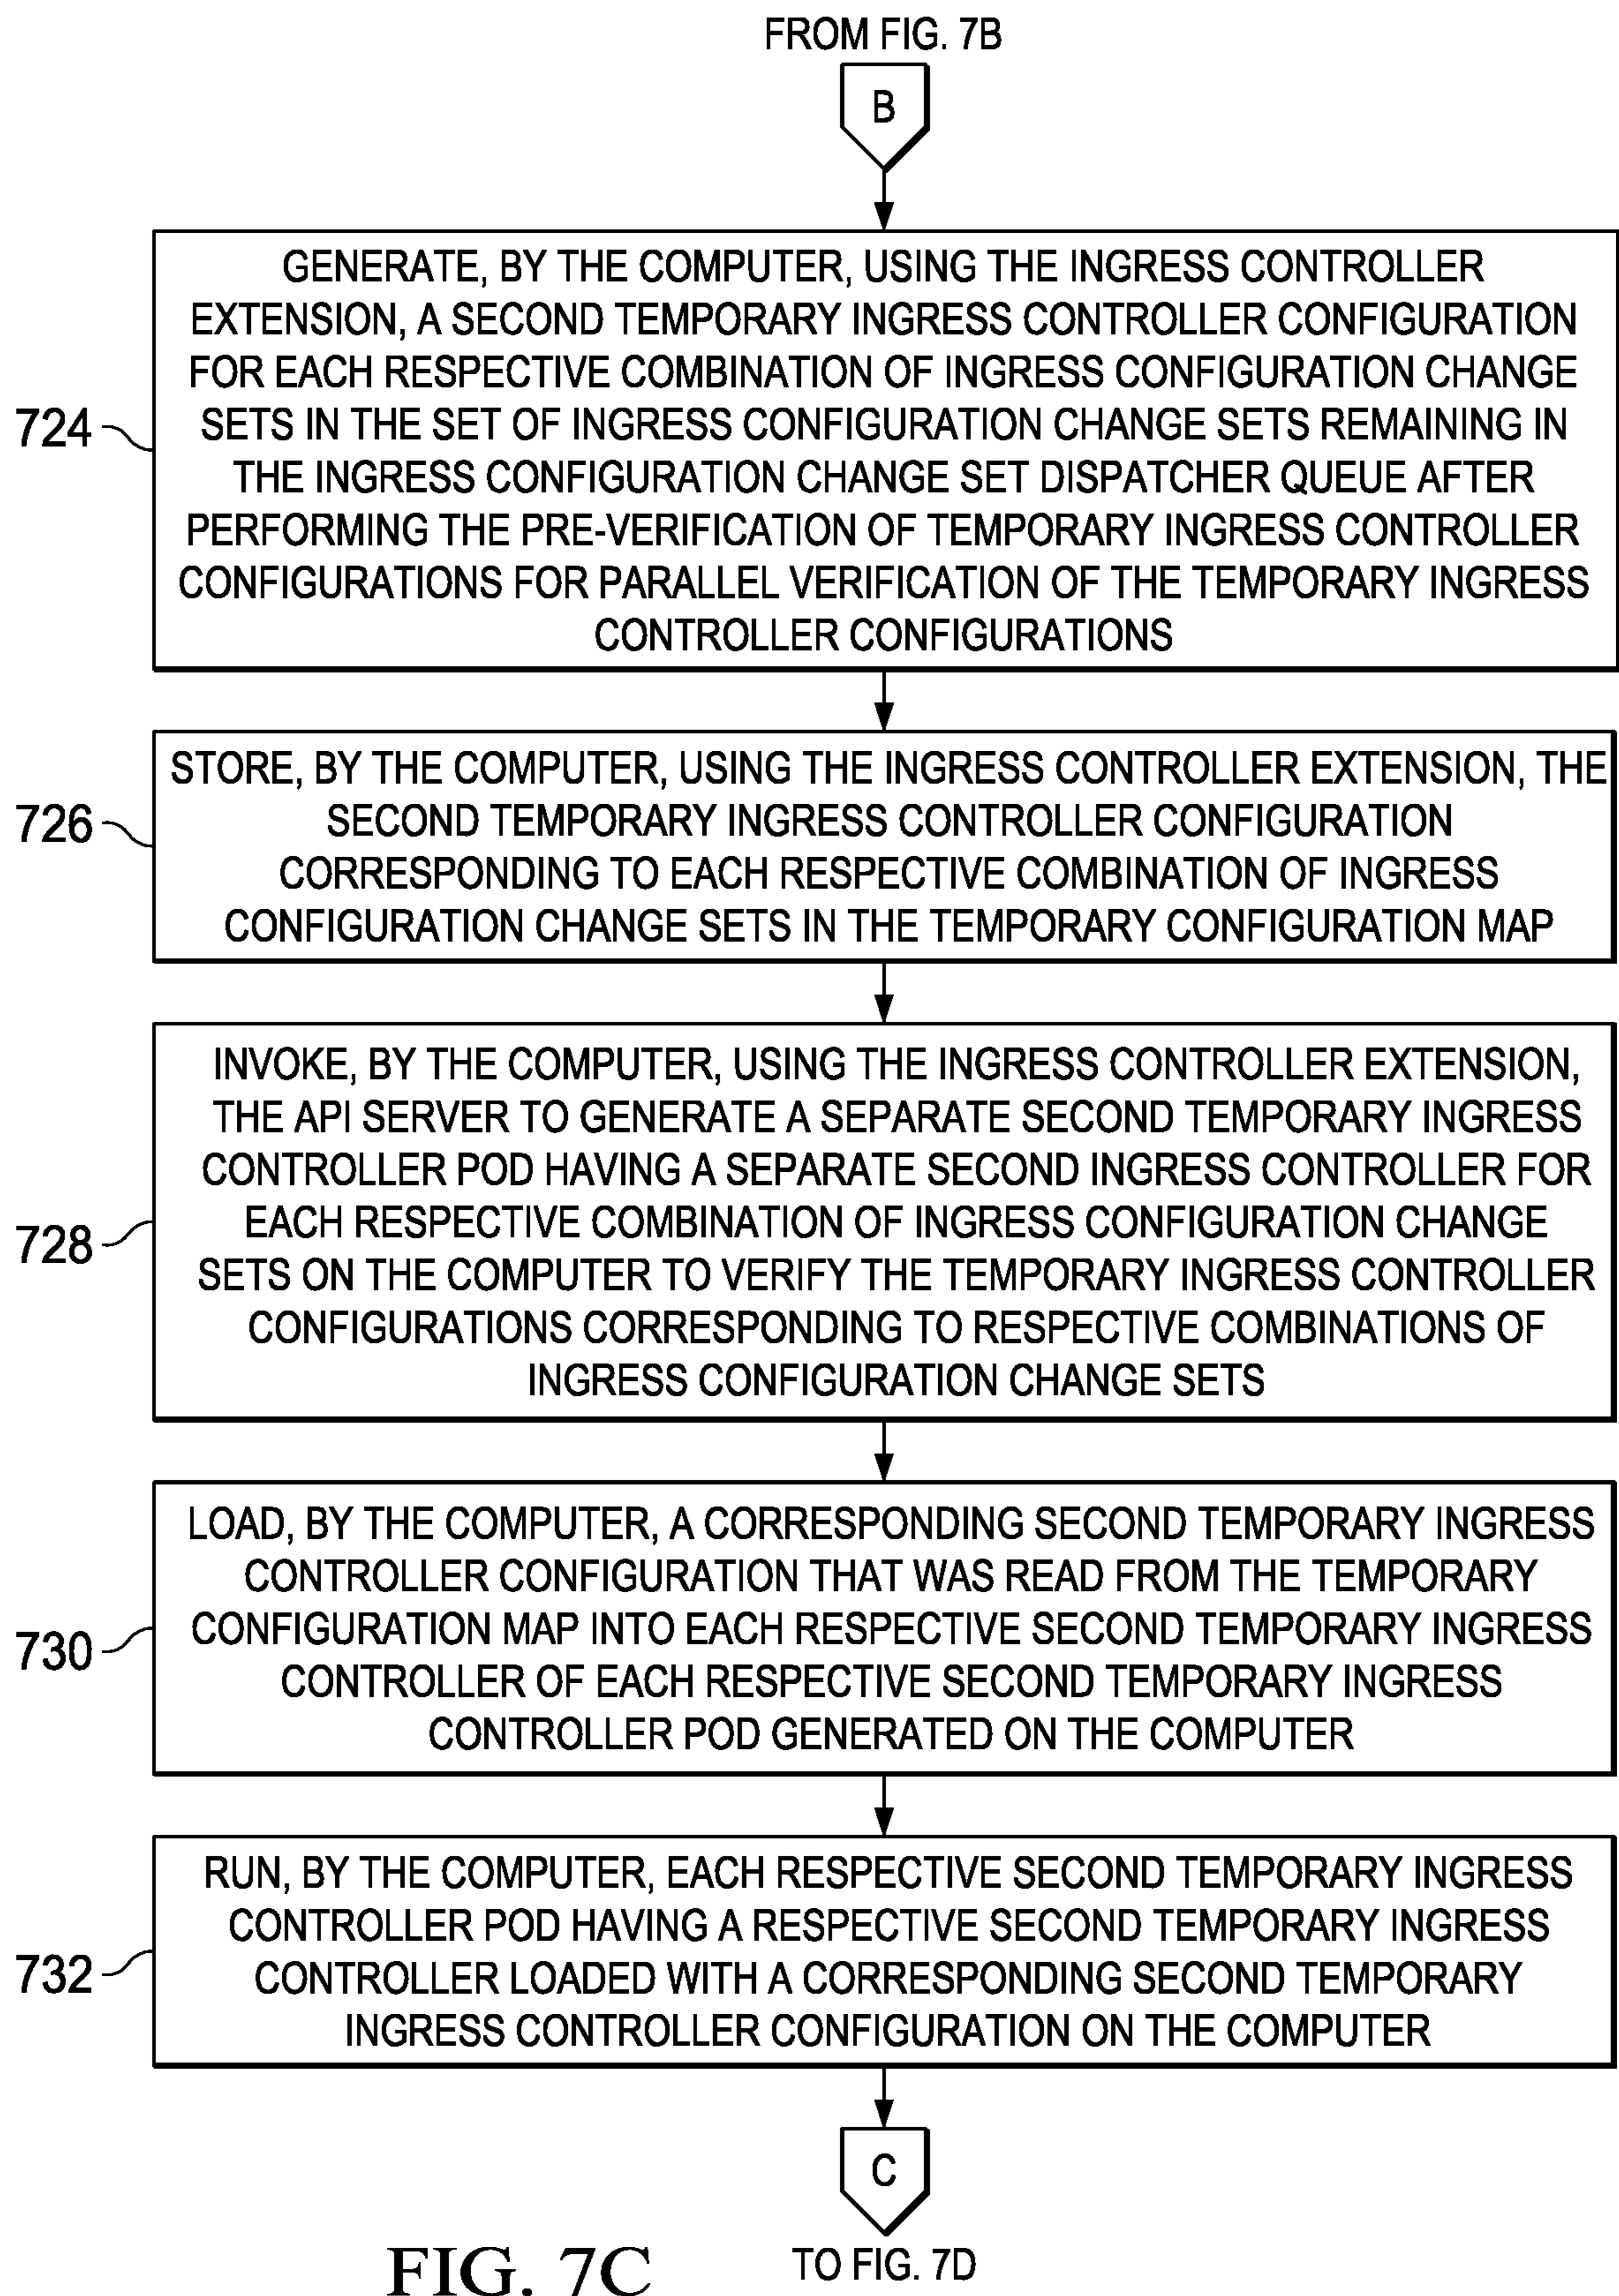 FROM FIG. 7B
B
724
GENERATE, BY THE COMPUTER, USING THE INGRESS CONTROLLER
EXTENSION, A SECOND TEMPORARY INGRESS CONTROLLER CONFIGURATION
FOR EACH RESPECTIVE COMBINATION OF INGRESS CONFIGURATION CHANGE
SETS IN THE SET OF INGRESS CONFIGURATION CHANGE SETS REMAINING IN
THE INGRESS CONFIGURATION CHANGE SET DISPATCHER QUEUE AFTER
PERFORMING THE PRE-VERIFICATION OF TEMPORARY INGRESS CONTROLLER
CONFIGURATIONS FOR PARALLEL VERIFICATION OF THE TEMPORARY INGRESS
CONTROLLER CONFIGURATIONS
726
STORE, BY THE COMPUTER, USING THE INGRESS CONTROLLER EXTENSION, THE
SECOND TEMPORARY INGRESS CONTROLLER CONFIGURATION
CORRESPONDING TO EACH RESPECTIVE COMBINATION OF INGRESS
CONFIGURATION CHANGE SETS IN THE TEMPORARY CONFIGURATION MAP
728
INVOKE, BY THE COMPUTER, USING THE INGRESS CONTROLLER EXTENSION,
THE API SERVER TO GENERATE A SEPARATE SECOND TEMPORARY INGRESS
CONTROLLER POD HAVING A SEPARATE SECOND INGRESS CONTROLLER FOR
EACH RESPECTIVE COMBINATION OF INGRESS CONFIGURATION CHANGE
SETS ON THE COMPUTER TO VERIFY THE TEMPORARY INGRESS CONTROLLER
CONFIGURATIONS CORRESPONDING TO RESPECTIVE COMBINATIONS OF
INGRESS CONFIGURATION CHANGE SETS
730
LOAD, BY THE COMPUTER, A CORRESPONDING SECOND TEMPORARY INGRESS
CONTROLLER CONFIGURATION THAT WAS READ FROM THE TEMPORARY
CONFIGURATION MAP INTO EACH RESPECTIVE SECOND TEMPORARY INGRESS
CONTROLLER OF EACH RESPECTIVE SECOND TEMPORARY INGRESS
CONTROLLER POD GENERATED ON THE COMPUTER
732
RUN, BY THE COMPUTER, EACH RESPECTIVE SECOND TEMPORARY INGRESS
CONTROLLER POD HAVING A RESPECTIVE SECOND TEMPORARY INGRESS
CONTROLLER LOADED WITH A CORRESPONDING SECOND TEMPORARY
INGRESS CONTROLLER CONFIGURATION ON THE COMPUTER
C
TO FIG. 7D
FIG. 7C